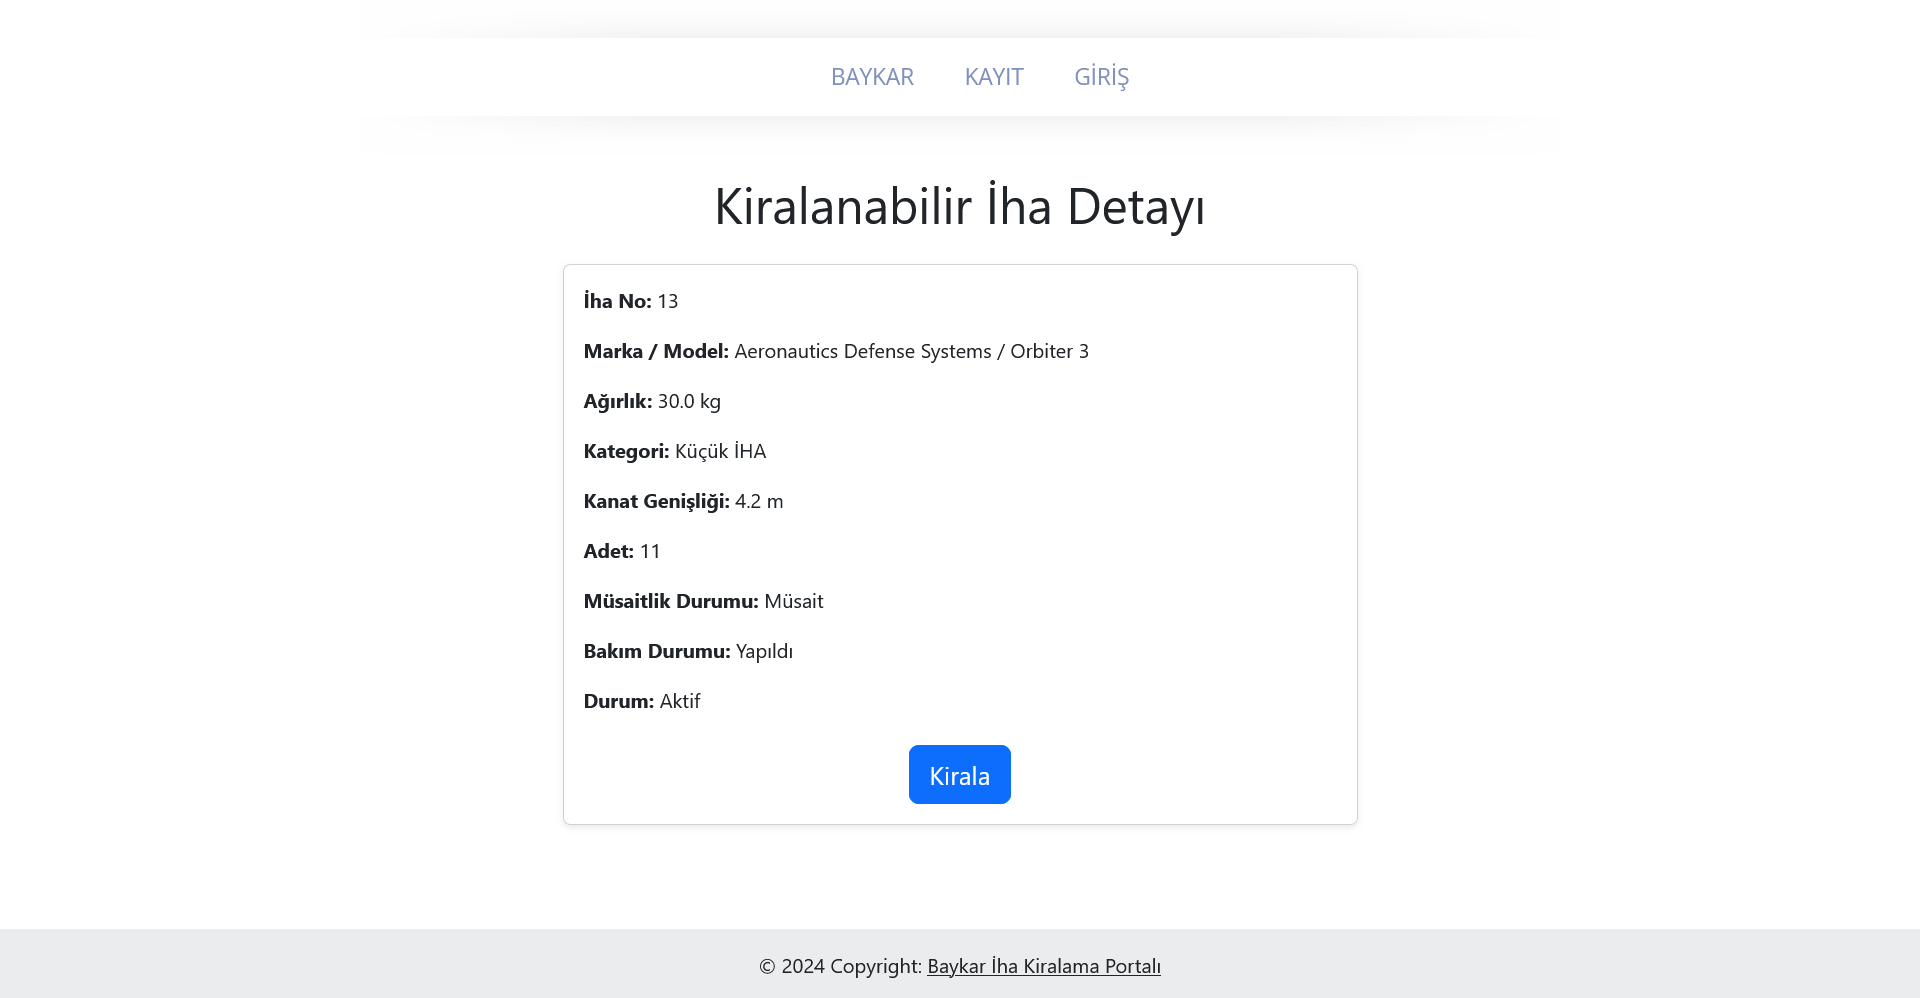 BAYKAR KAYIT GİRİŞ
Kiralanabilir İha Detayı
İha No: 13
Marka / Model: Aeronautics Defense Systems / Orbiter 3
Ağırlık: 30.0 kg
Kategori: Küçük İHA
Kanat Genişliği: 4.2 m
Adet: 11
Müsaitlik Durumu: Müsait
Bakım Durumu: Yapıldı
Durum: Aktif
Kirala
© 2024 Copyright: Baykar İha Kiralama Portalı